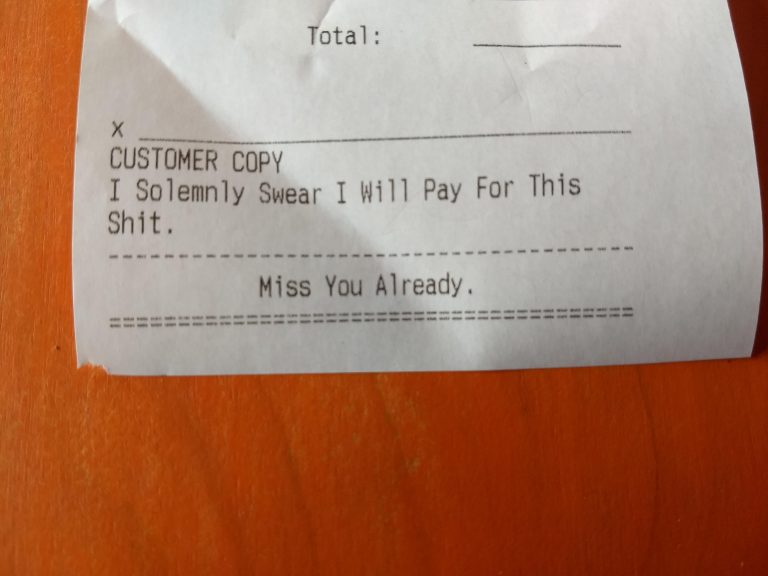 Total:
x
CUSTOMER COPY
I Solemnly Swear I Will Pay For This
Shit.
Miss You Already.